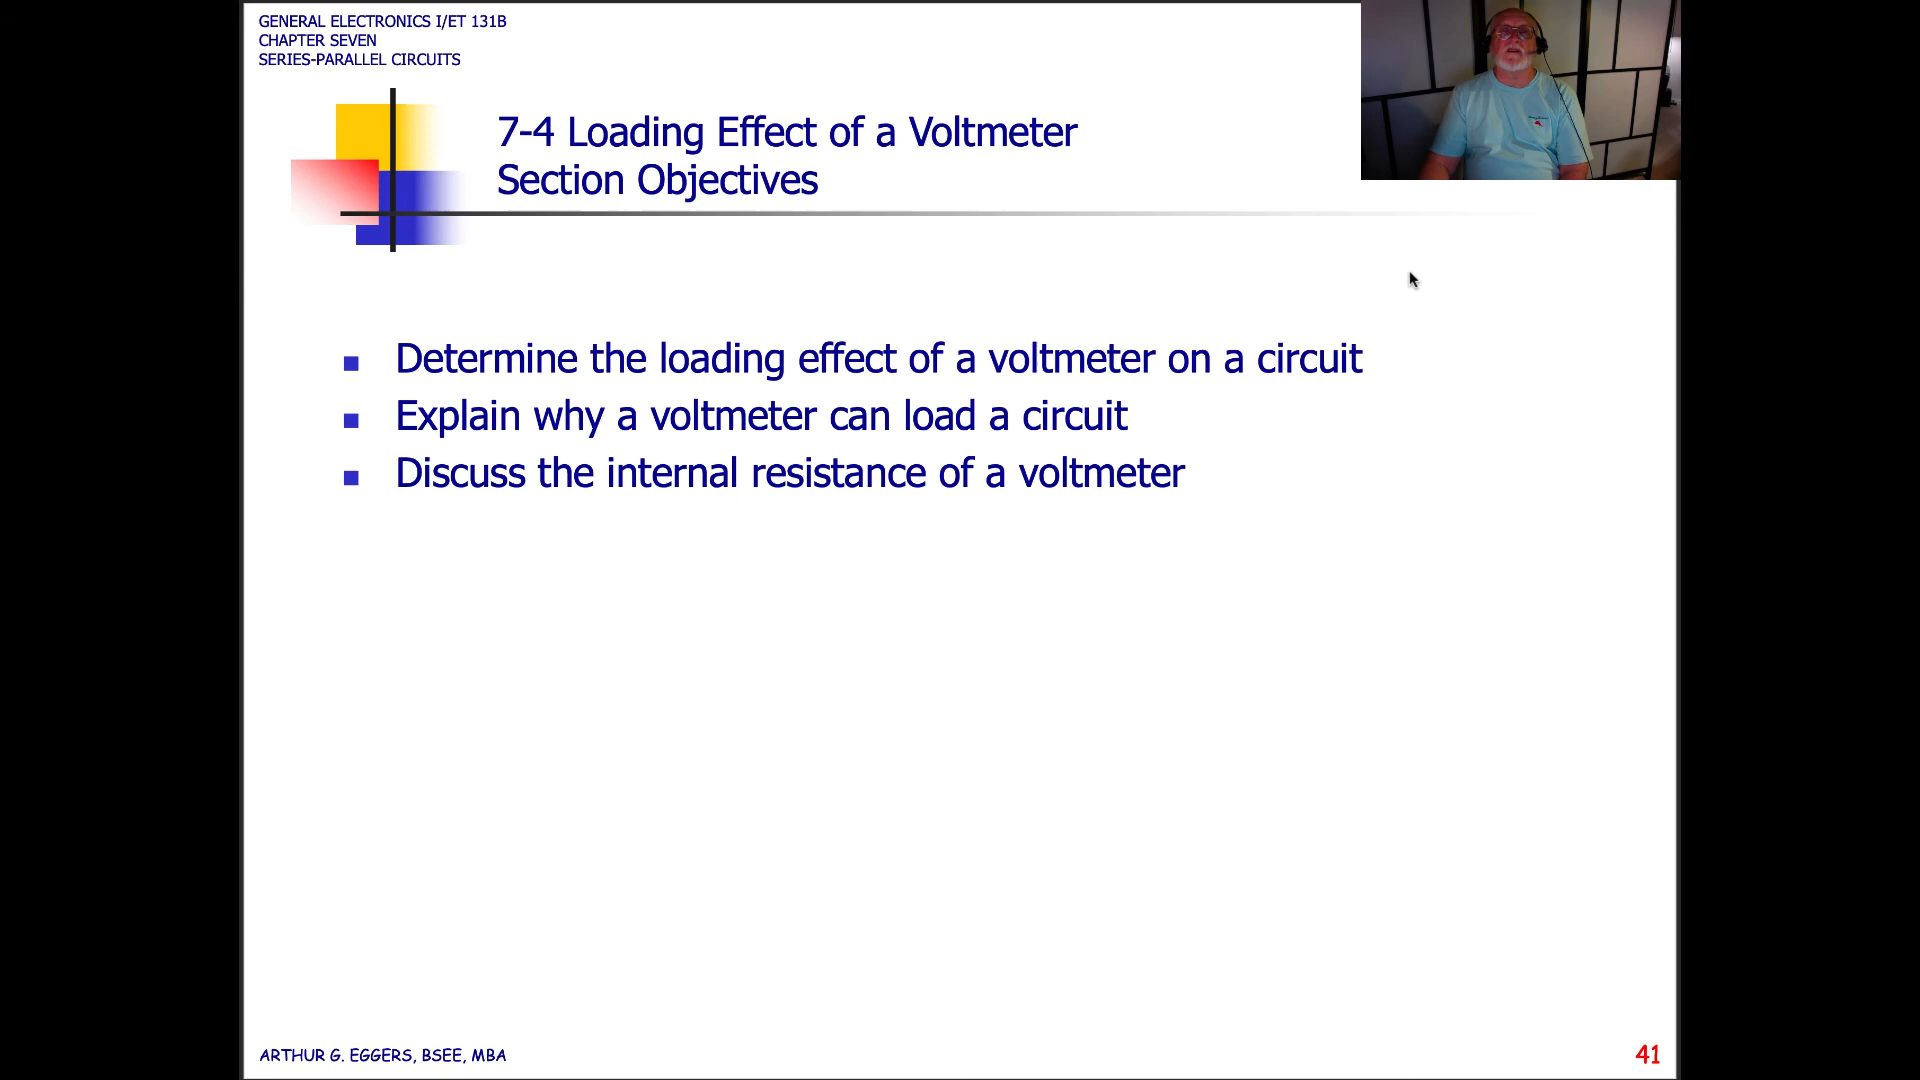 GENERAL ELECTRONICS I/ET 131B
CHAPTER SEVEN
SERIES-PARALLEL CIRCUITS
7-4 Loading Effect of a Voltmeter
Section Objectives
Determine the loading effect of a voltmeter on a circuit
Explain why a voltmeter can load a circuit
Discuss the internal resistance of a voltmeter
ARTHUR G. EGGERS, BSEE, MBA
41